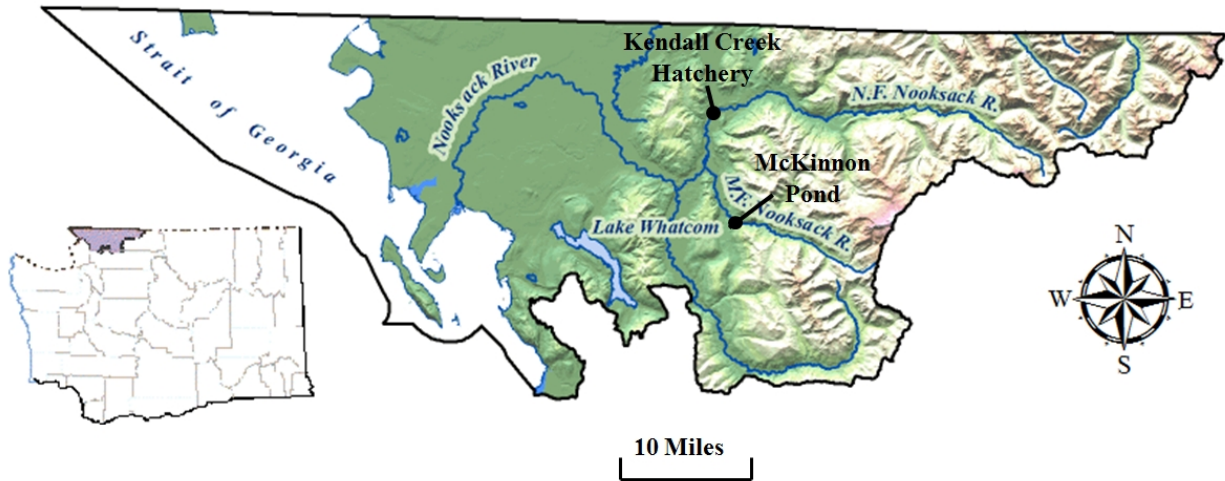 Kendall Creek
Hatchery
Strait of Georgia
Nooksack River
N.F. Nooksack R.
McKinnon
Pond
M.F. Nooksack R.
Lake Whatcom
N
W
E
S
10 Miles